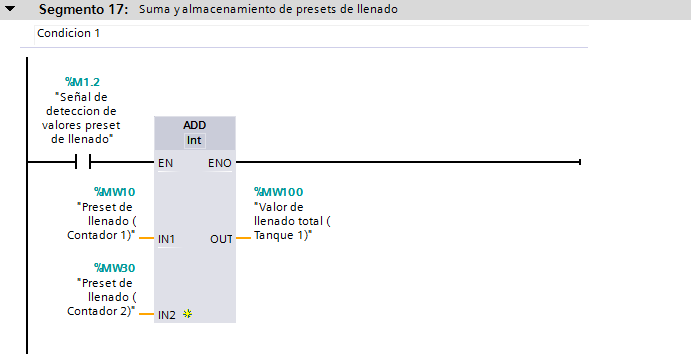 Segmento 17: Suma y almacenamiento de presets de llenado
Condicion 1
%M1.2
"Señal de
deteccion de
valores preset
de llenado"
ADD
Int
EN
ENO
%MW10
"Preset de
llenado (
Contador 1)"
IN1
%MW100
"Valor de
llenado total (
Tanque 1)"
OUT
%MW30
"Preset de
llenado (
Contador 2)"
IN2